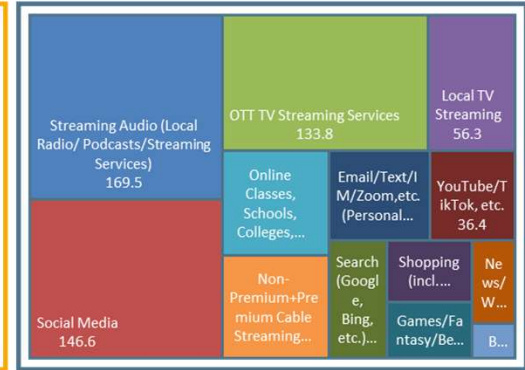 Streaming Audio (Local
Radio/ Podcasts/Streaming
Services)
169.5
Social Media
146.6
OTT TV Streaming Services
133.8
Local TV
Streaming
56.3
Online
Classes,
Schools,
Colleges,...
Email/Text/I
M/Zoom,etc.
(Personal...
YouTube/T
ikTok, etc.
36.4
Non-
Premium+Pre
mium Cable
Streaming...
Search
(Googl
e,
Bing,
etc.)...
Shopping
(incl....
Ne
ws/
W...
Games/Fa
ntasy/Be...
B...